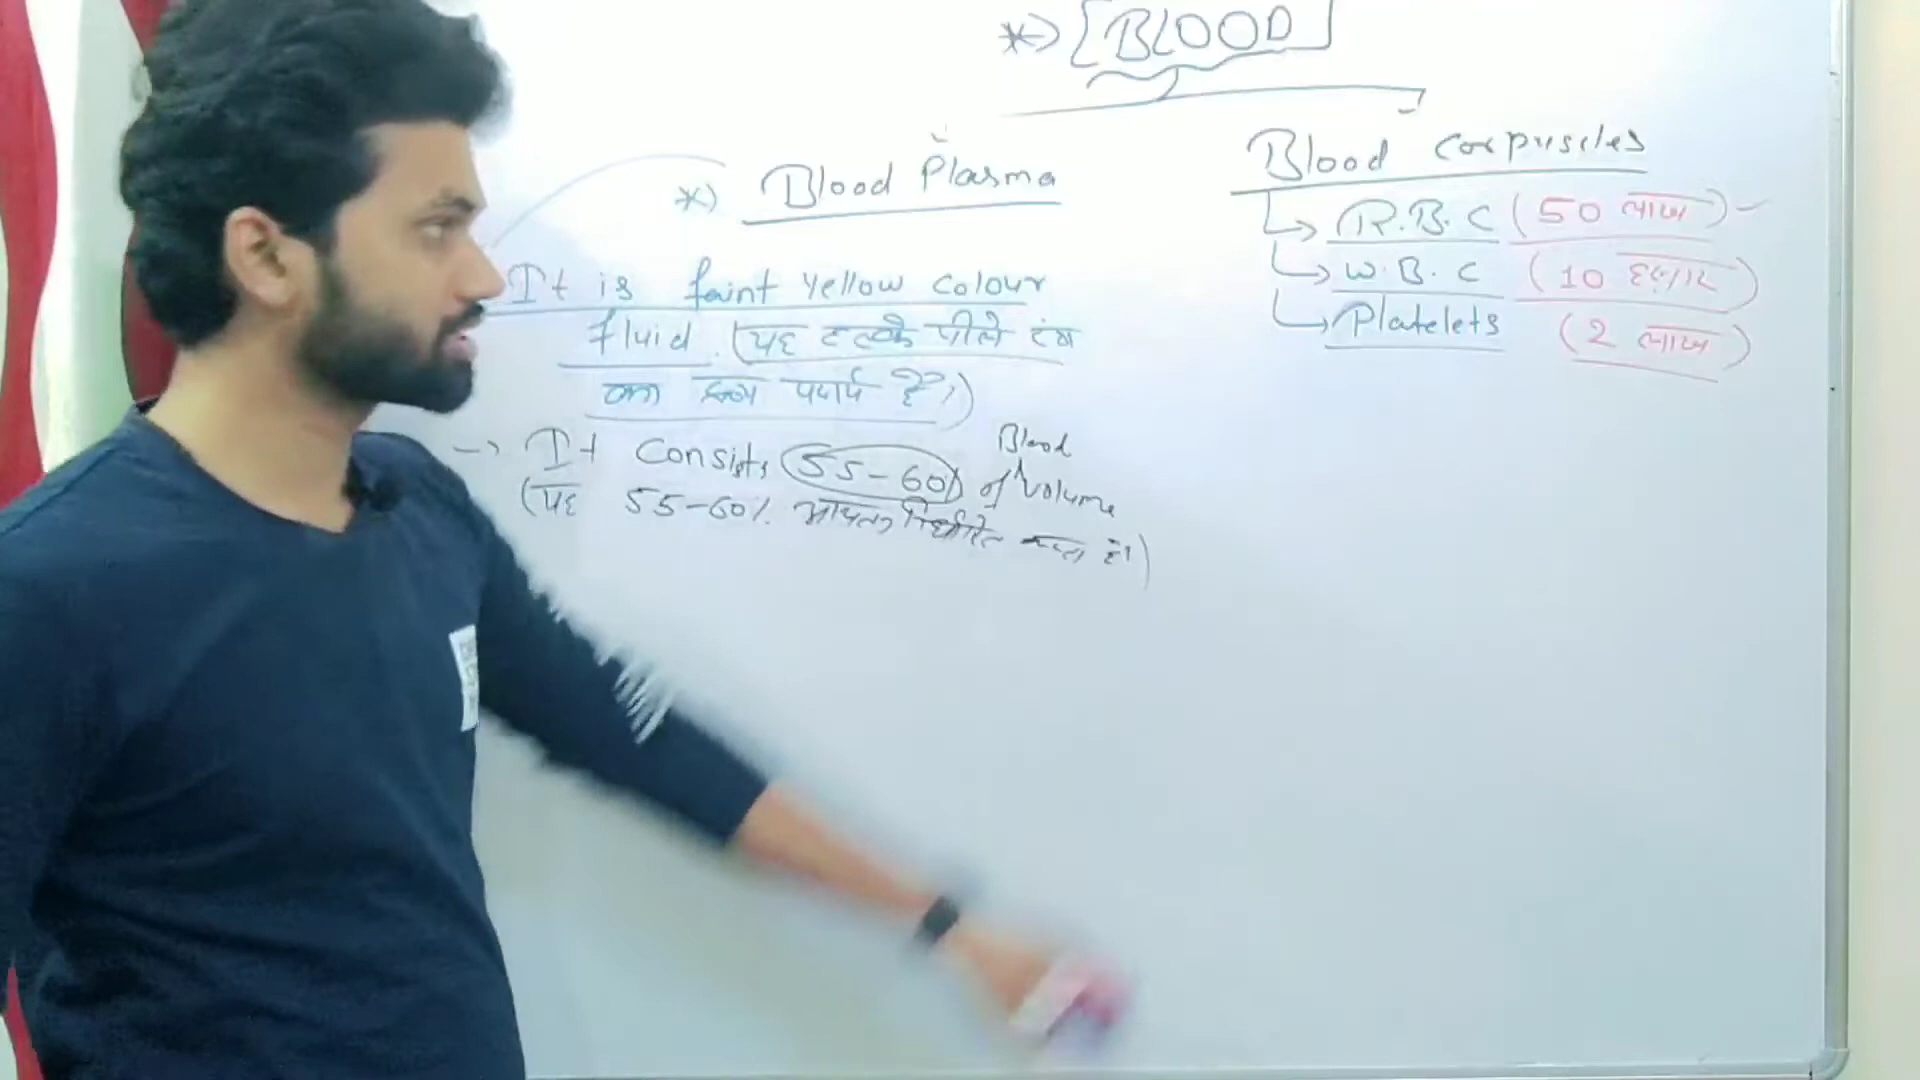 *) [BLOOD]
*) Blood Plasma
It is faint yellow colour
fluid. (यह हल्के पीले रंग
का द्रव्य पदार्थ है।)
→ It Consists 55-60% of Blood Volume
(यह 55-60% आयतन निर्धारित करता है।)
Blood Corpuscles
R.B.C (50 लाख)
W.B.C (10 हजार)
Platelets (2 लाख)